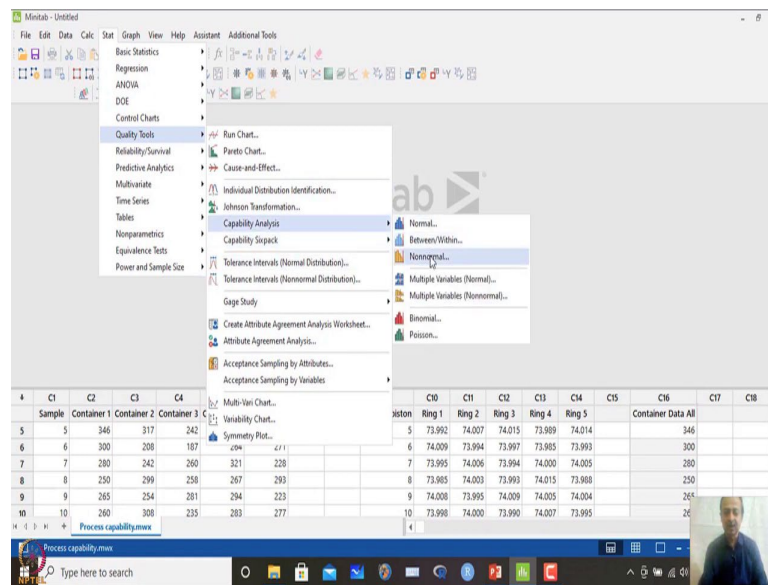 Minitab - Untitled
File Edit Data Calc Stat Graph View Help Assistant Additional Tools
Basic Statistics
Regression
ANOVA
DOE
Control Charts
Quality Tools
Reliability/Survival
Predictive Analytics
Multivariate
Time Series
Tables
Nonparametrics
Equivalence Tests
Power and Sample Size
Run Chart...
Pareto Chart...
Cause-and-Effect...
Individual Distribution Identification...
Johnson Transformation...
Capability Analysis
Capability Sixpack
Tolerance Intervals (Normal Distribution)...
Tolerance Intervals (Nonnormal Distribution)...
Gage Study
Create Attribute Agreement Analysis Worksheet...
Attribute Agreement Analysis...
Acceptance Sampling by Attributes...
Acceptance Sampling by Variables
Multi-Vari Chart...
Variability Chart...
Symmetry Plot...
Normal...
Between/Within...
Nonnormal...
Multiple Variables (Normal)...
Multiple Variables (Nonnormal)...
Binomial...
Poisson...
ab
C1 C2 C3 C4 C10 C11 C12 C13 C14 C15 C16 C17 C18
Sample Container 1 Container 2 Container 3 C piston Ring 1 Ring 2 Ring 3 Ring 4 Ring 5 Container Data All
5 5 346 317 242 5 73.992 74.007 74.015 73.989 74.014 346
6 6 300 208 187 264 271 6 74.009 73.994 73.997 73.985 73.993 300
7 7 280 242 260 321 228 7 73.995 74.006 73.994 74.000 74.005 280
8 8 250 299 258 267 293 8 73.985 74.003 73.993 74.015 73.988 250
9 9 265 254 281 294 223 9 74.008 73.995 74.009 74.005 74.004 265
10 10 260 308 235 283 277 10 73.998 74.000 73.990 74.007 73.995 26
Process capability.mwx
Process capability.mwx
Type here to search
NPTEL